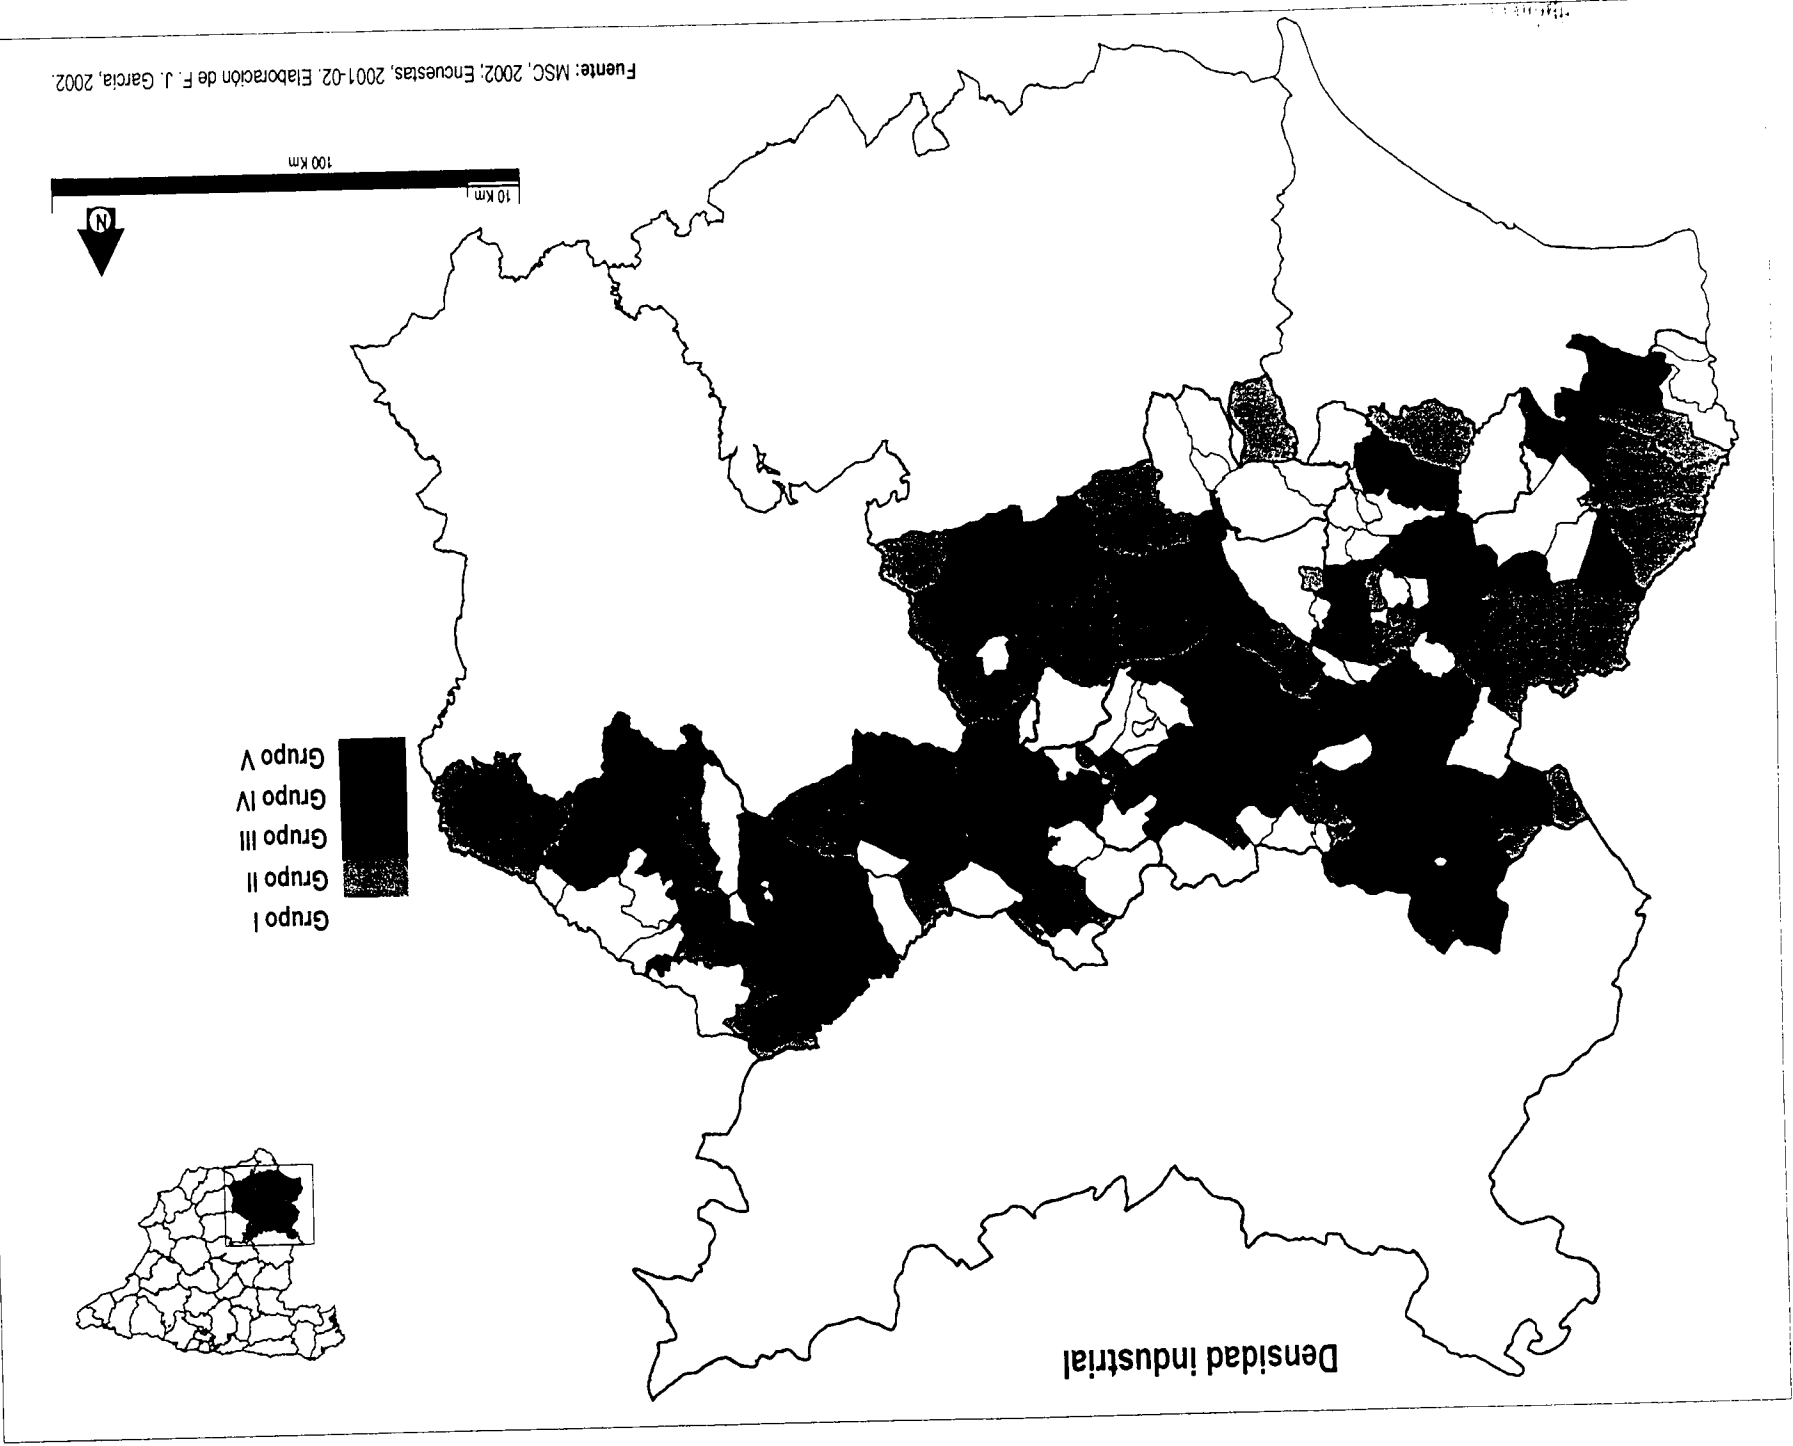 Densidad industrial
Grupo I
Grupo II
Grupo III
Grupo IV
Grupo V
N
10 Km
100 Km
Fuente: MSC, 2002; Encuestas, 2001-02. Elaboración de F. J. García, 2002.